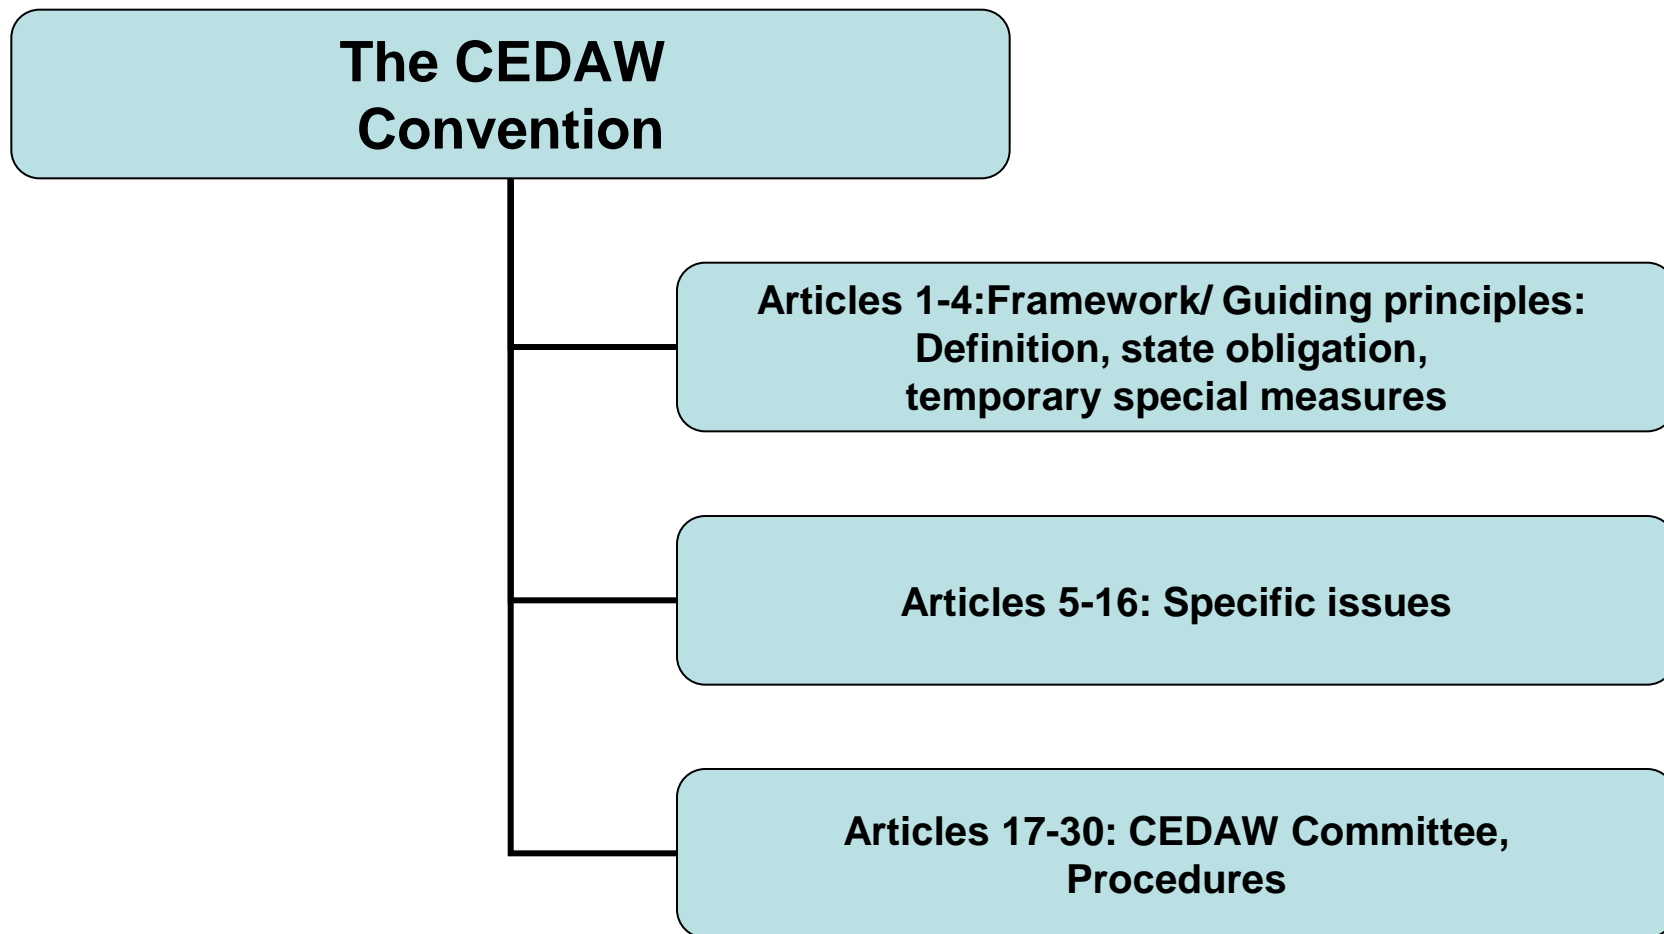 The CEDAW
Convention
Articles 1-4:Framework/ Guiding principles:
Definition, state obligation,
temporary special measures
Articles 5-16: Specific issues
Articles 17-30: CEDAW Committee,
Procedures